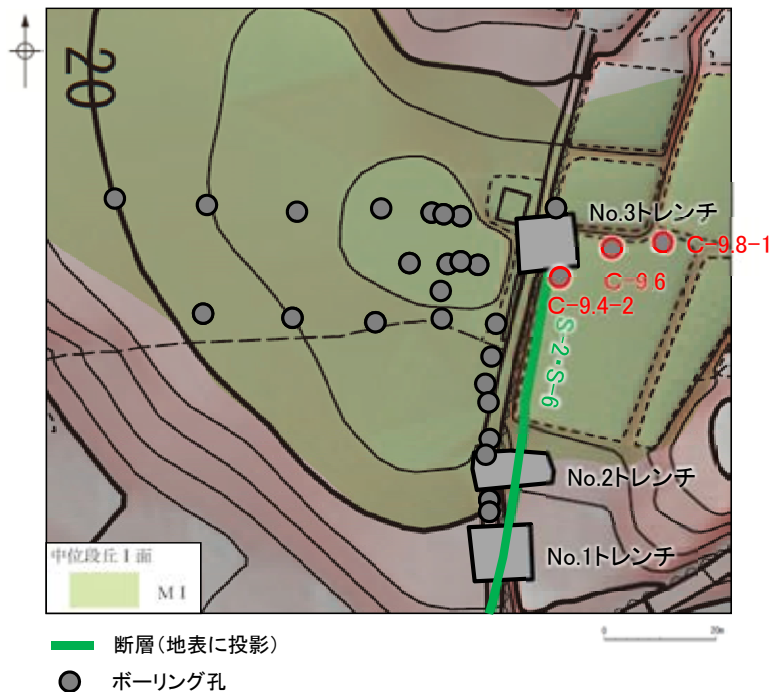 20
No.3トレンチ
C-9.8-1
C-9.6
C-9.4-2
S-2・S-6
No.2トレンチ
No.1トレンチ
中位段丘Ⅰ面
MⅠ
0 20m
断層(地表に投影)
ボーリング孔